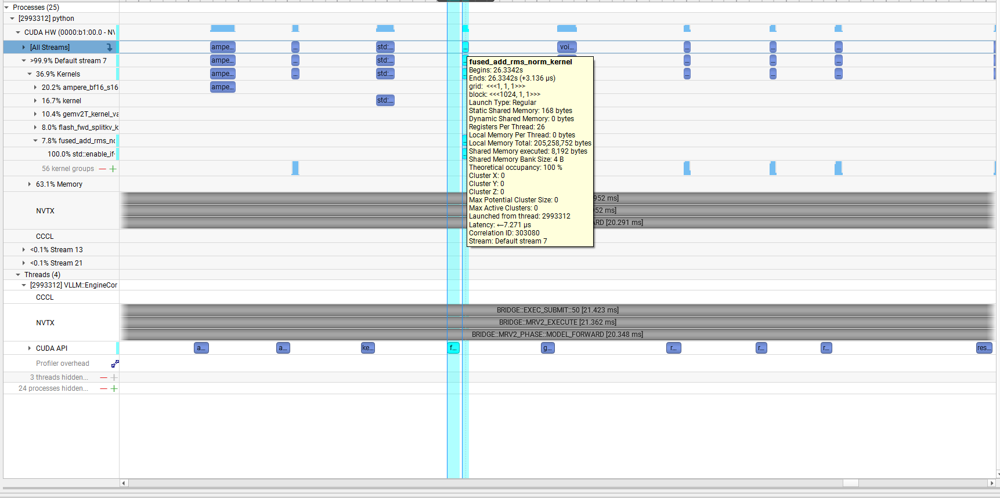 Processes (25)
[2993312] python
CUDA HW (0000:b1:00.0 - NV
[All Streams]
ampe...
...
std:...
...
voi...
...
...
...
>99.9% Default stream 7
ampe...
...
std:...
...
...
...
36.9% Kernels
ampe...
...
std:...
...
...
...
20.2% ampere_bf16_s16
ampe...
16.7% kernel
std:...
10.4% gemv2T_kernel_va
8.0% flash_fwd_splitkv_k
7.8% fused_add_rms_no
100.0% std::enable_if
56 kernel groups
63.1% Memory
fused_add_rms_norm_kernel
Begins: 26.3342s
Ends: 26.3342s (+3.136 μs)
grid: <<<1, 1, 1>>>
block: <<<1024, 1, 1>>>
Launch Type: Regular
Static Shared Memory: 168 bytes
Dynamic Shared Memory: 0 bytes
Registers Per Thread: 26
Local Memory Per Thread: 0 bytes
Local Memory Total: 205,258,752 bytes
Shared Memory executed: 8,192 bytes
Shared Memory Bank Size: 4 B
Theoretical occupancy: 100 %
Cluster X: 0
Cluster Y: 0
Cluster Z: 0
Max Potential Cluster Size: 0
Max Active Clusters: 0
Launched from thread: 2993312
Latency: ←7.271 μs
Correlation ID: 303080
Stream: Default stream 7
NVTX
952 ms]
52 ms]
RD [20.291 ms]
CCCL
<0.1% Stream 13
<0.1% Stream 21
Threads (4)
[2993312] VLLM::EngineCor
CCCL
NVTX
BRIDGE::EXEC_SUBMIT::50 [21.423 ms]
BRIDGE::MRV2_EXECUTE [21.362 ms]
BRIDGE::MRV2_PHASE::MODEL_FORWARD [20.348 ms]
CUDA API
a...
a...
ke...
f...
g...
r...
r...
r...
res...
Profiler overhead
3 threads hidden...
24 processes hidden...